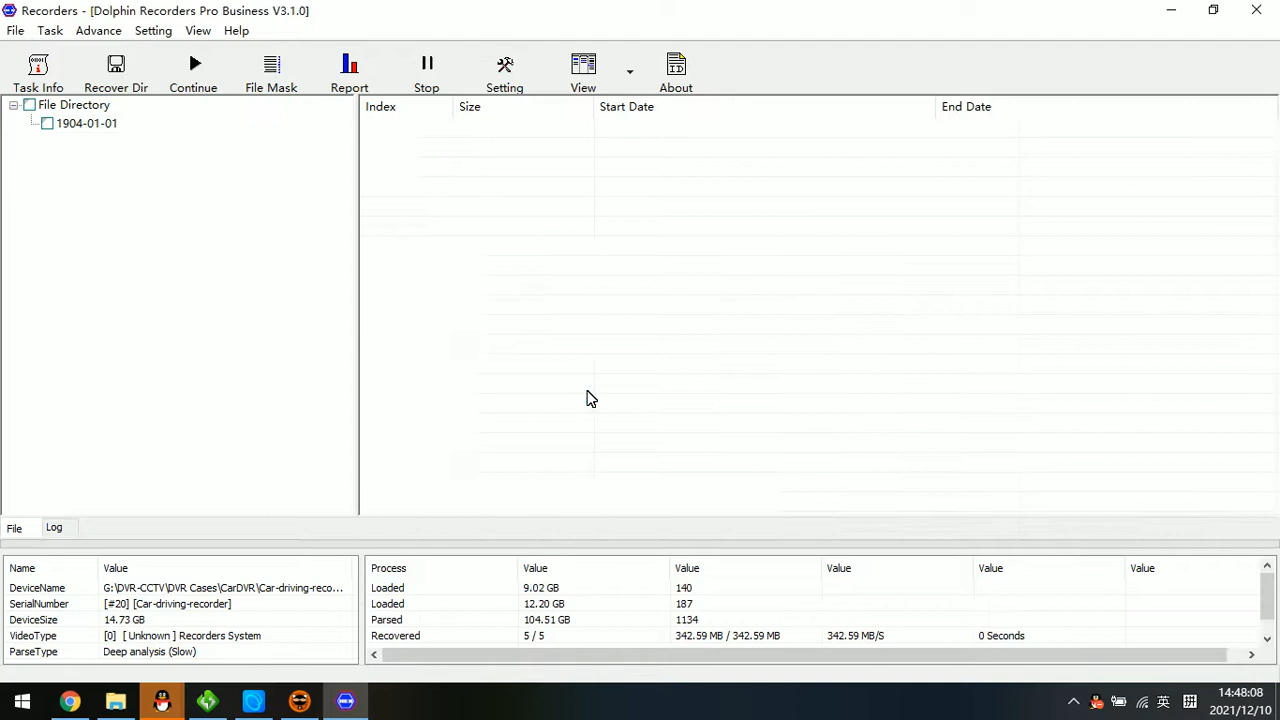 Recorders - [Dolphin Recorders Pro Business V3.1.0]
File Task Advance Setting View Help
Task Info Recover Dir Continue File Mask Report Stop Setting View About
File Directory
1904-01-01
Index Size Start Date End Date
File Log
Name Value
DeviceName G:\DVR-CCTV\DVR Cases\CarDVR\Car-driving-reco...
SerialNumber [#20] [Car-driving-recorder]
DeviceSize 14.73 GB
VideoType [0] [ Unknown ] Recorders System
ParseType Deep analysis (Slow)
Process Value Value Value Value Value
Loaded 9.02 GB 140
Loaded 12.20 GB 187
Parsed 104.51 GB 1134
Recovered 5 / 5 342.59 MB / 342.59 MB 342.59 MB/S 0 Seconds
英 拼 14:48:08
2021/12/10